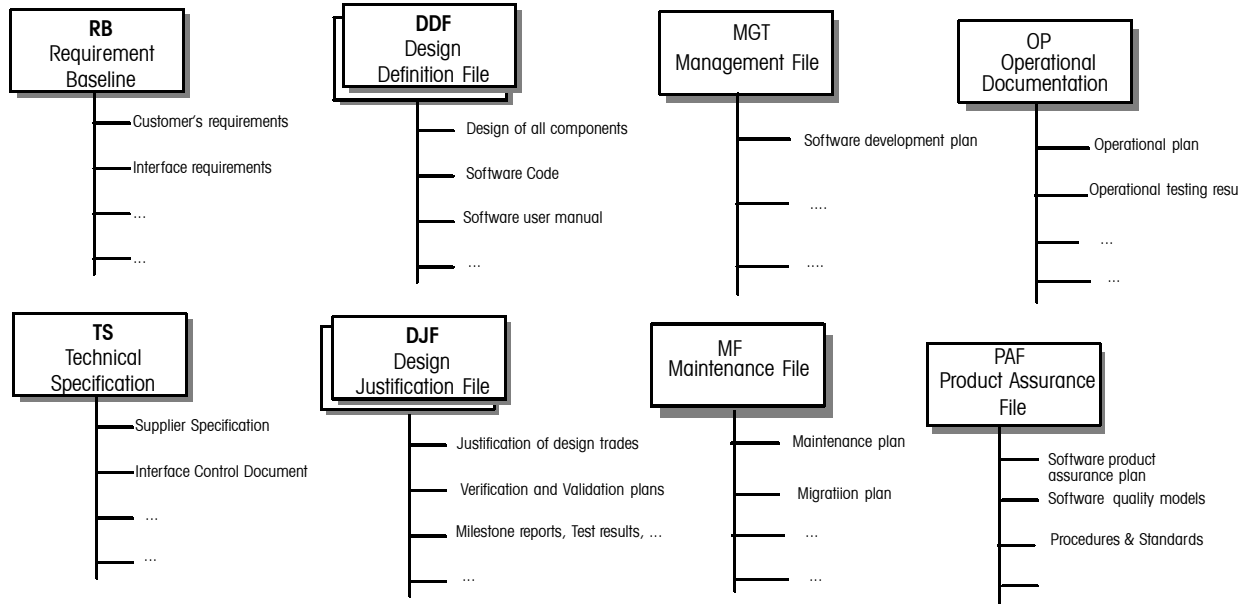 RB
Requirement
Baseline
Customer's requirements
Interface requirements
...
...
DDF
Design
Definition File
Design of all components
Software Code
Software user manual
...
MGT
Management File
Software development plan
....
....
OP
Operational
Documentation
Operational plan
Operational testing resu
...
...
TS
Technical
Specification
Supplier Specification
Interface Control Document
...
...
DJF
Design
Justification File
Justification of design trades
Verification and Validation plans
Milestone reports, Test results, ...
...
MF
Maintenance File
Maintenance plan
Migratiion plan
...
...
PAF
Product Assurance
File
Software product
assurance plan
Software quality models
Procedures & Standards